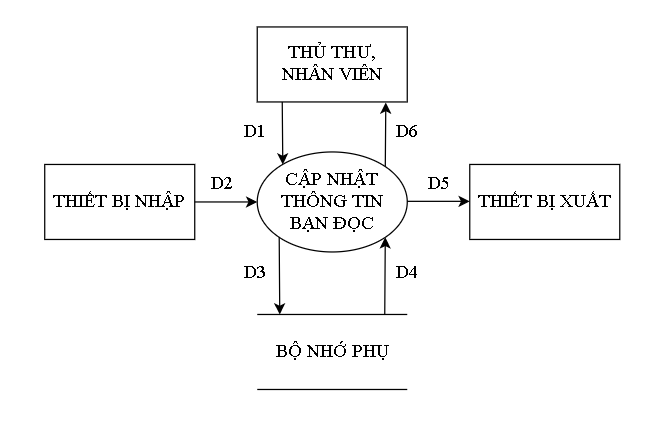 THỦ THƯ,
NHÂN VIÊN
D1
D6
THIẾT BỊ NHẬP
D2
CẬP NHẬT
THÔNG TIN
BẠN ĐỌC
D5
THIẾT BỊ XUẤT
D3
D4
BỘ NHỚ PHỤ